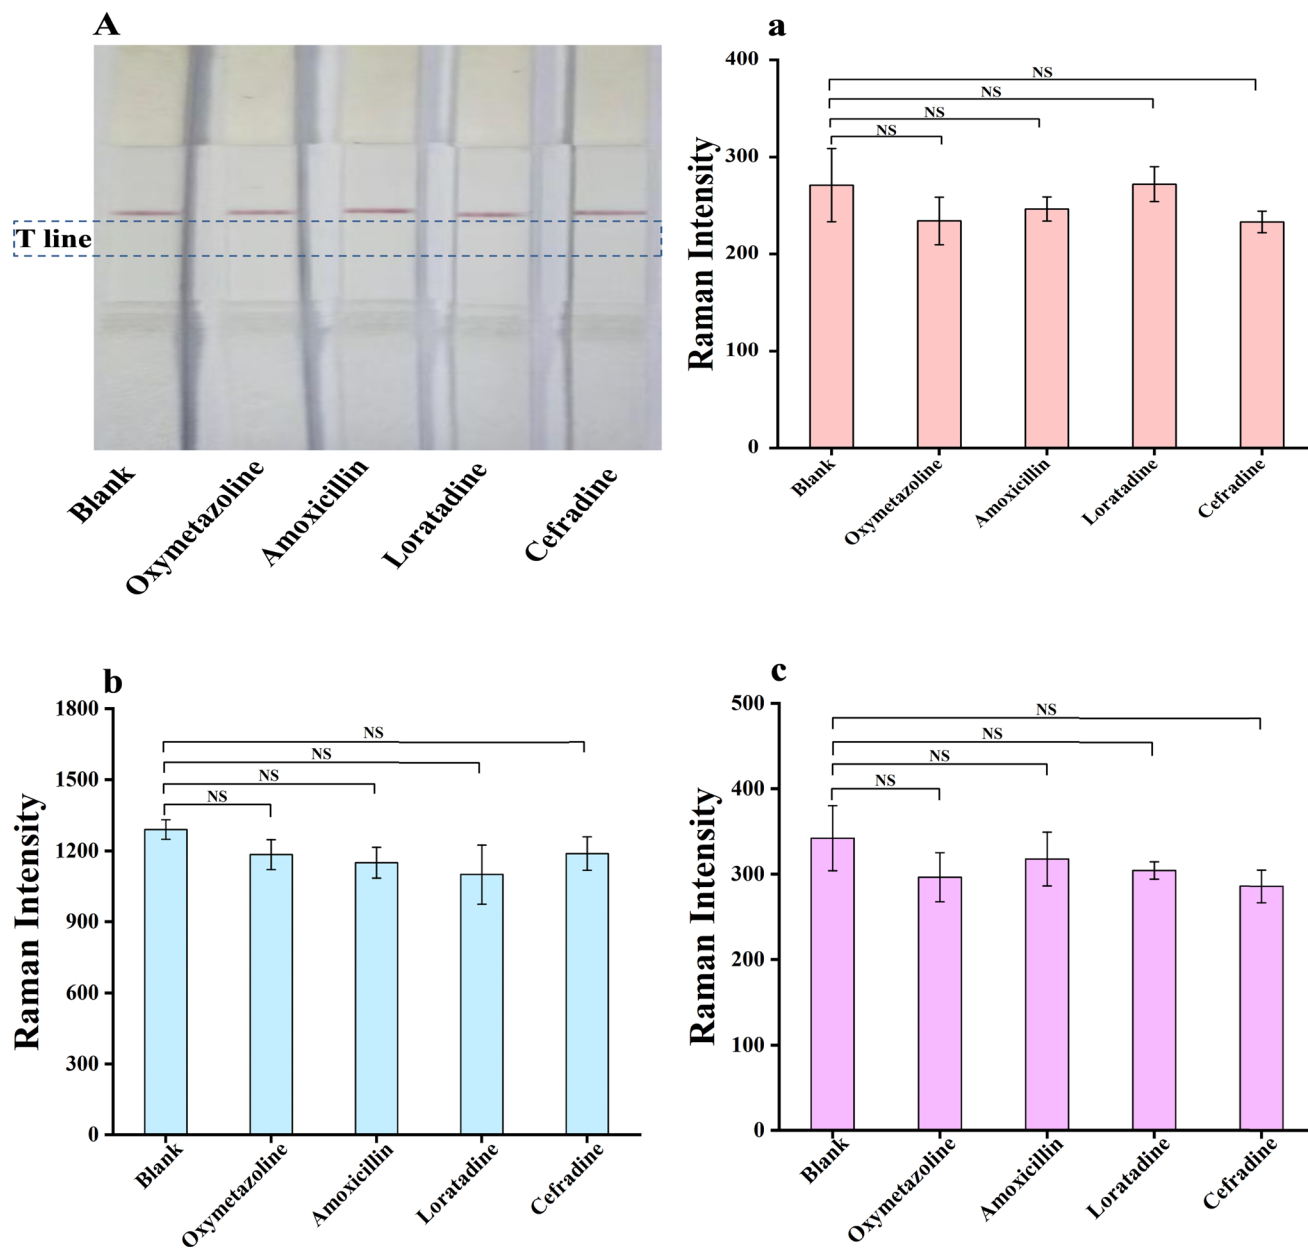 A
T line
Blank
Oxymetazoline
Amoxicillin
Loratadine
Cefradine
a
400
300
200
100
0
Raman Intensity
NS
NS
NS
NS
Blank
Oxymetazoline
Amoxicillin
Loratadine
Cefradine
b
1800
1500
1200
900
600
300
0
Raman Intensity
NS
NS
NS
NS
Blank
Oxymetazoline
Amoxicillin
Loratadine
Cefradine
c
500
400
300
200
100
0
Raman Intensity
NS
NS
NS
NS
Blank
Oxymetazoline
Amoxicillin
Loratadine
Cefradine